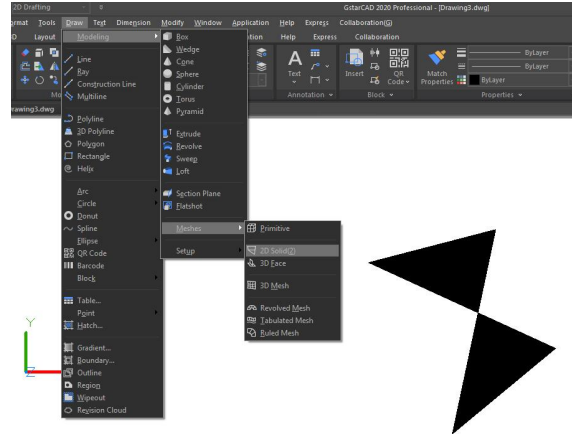 2D Drafting
GstarCAD 2020 Professional - [Drawing3.dwg]
rmat Tools Draw Text Dimension Modify Window Application Help Express Collaboration(G)
D Layout
tion Help Express Collaboration
Mo
rawing3.dwg
Modeling
Line
Ray
Construction Line
Multiline
Polyline
3D Polyline
Polygon
Rectangle
Helix
Arc
Circle
Donut
Spline
Ellipse
QR Code
Barcode
Block
Table...
Point
Hatch...
Gradient...
Boundary...
Outline
Region
Wipeout
Revision Cloud
Box
Wedge
Cone
Sphere
Cylinder
Torus
Pyramid
Extrude
Revolve
Sweep
Loft
Section Plane
Flatshot
Meshes
Setup
Primitive
2D Solid(2)
3D Face
3D Mesh
Revolved Mesh
Tabulated Mesh
Ruled Mesh
Text
Annotation
Insert
QR
Code
Block
Match
Properties
ByLayer
ByLayer
ByLayer
Properties
Y
Z